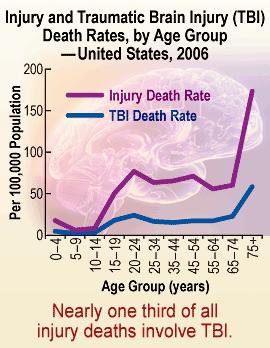 Injury and Traumatic Brain Injury (TBI)
Death Rates, by Age Group
—United States, 2006
Per 100,000 Population
200
150
100
50
0
Injury Death Rate
TBI Death Rate
0–4
5–9
10–14
15–19
20–24
25–34
35–44
45–54
55–64
65–74
75+
Age Group (years)
Nearly one third of all
injury deaths involve TBI.